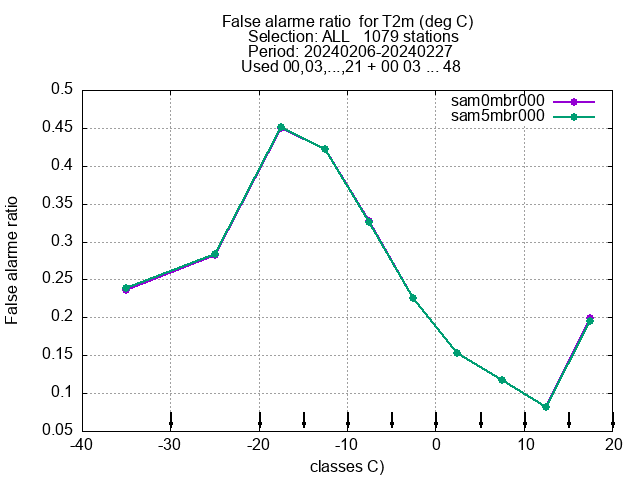 False alarme ratio  for T2m (deg C)
Selection: ALL   1079 stations
Period: 20240206-20240227
Used 00,03,...,21 + 00 03 ... 48
sam0mbr000
sam5mbr000
False alarme ratio
0.5
0.45
0.4
0.35
0.3
0.25
0.2
0.15
0.1
0.05
-40 -30 -20 -10 0 10 20
classes C)